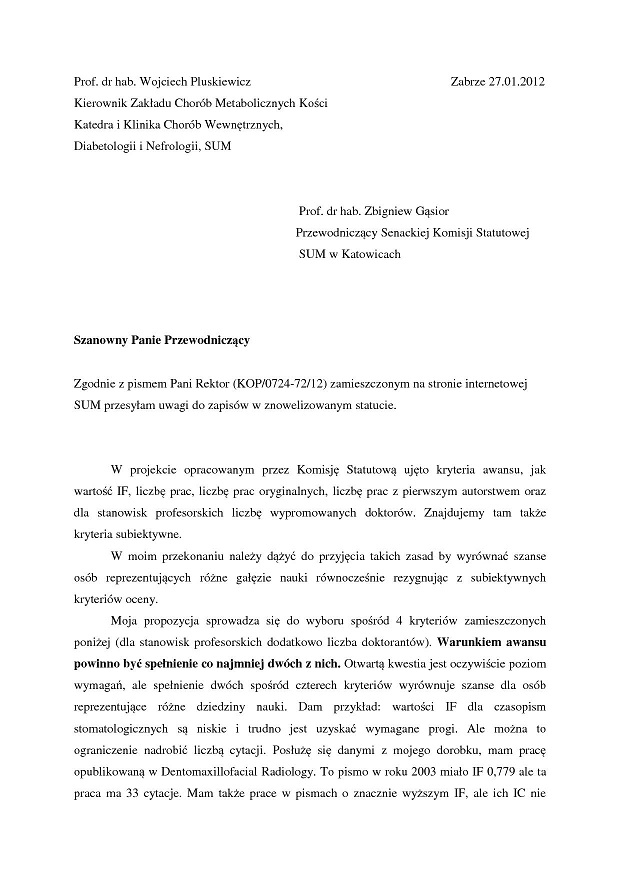 Prof. dr hab. Wojciech Pluskiewicz Zabrze 27.01.2012
Kierownik Zakładu Chorób Metabolicznych Kości
Katedra i Klinika Chorób Wewnętrznych,
Diabetologii i Nefrologii, SUM
Prof. dr hab. Zbigniew Gąsior
Przewodniczący Senackiej Komisji Statutowej
SUM w Katowicach
Szanowny Panie Przewodniczący
Zgodnie z pismem Pani Rektor (KOP/0724-72/12) zamieszczonym na stronie internetowej
SUM przesyłam uwagi do zapisów w znowelizowanym statucie.
W projekcie opracowanym przez Komisję Statutową ujęto kryteria awansu, jak
wartość IF, liczbę prac, liczbę prac oryginalnych, liczbę prac z pierwszym autorstwem oraz
dla stanowisk profesorskich liczbę wypromowanych doktorów. Znajdujemy tam także
kryteria subiektywne.
W moim przekonaniu należy dążyć do przyjęcia takich zasad by wyrównać szanse
osób reprezentujących różne gałęzie nauki równocześnie rezygnując z subiektywnych
kryteriów oceny.
Moja propozycja sprowadza się do wyboru spośród 4 kryteriów zamieszczonych
poniżej (dla stanowisk profesorskich dodatkowo liczba doktorantów). Warunkiem awansu
powinno być spełnienie co najmniej dwóch z nich. Otwartą kwestia jest oczywiście poziom
wymagań, ale spełnienie dwóch spośród czterech kryteriów wyrównuje szanse dla osób
reprezentujące różne dziedziny nauki. Dam przykład: wartości IF dla czasopism
stomatologicznych są niskie i trudno jest uzyskać wymagane progi. Ale można to
ograniczenie nadrobić liczbą cytacji. Posłużę się danymi z mojego dorobku, mam pracę
opublikowaną w Dentomaxillofacial Radiology. To pismo w roku 2003 miało IF 0,779 ale ta
praca ma 33 cytacje. Mam także prace w pismach o znacznie wyższym IF, ale ich IC nie